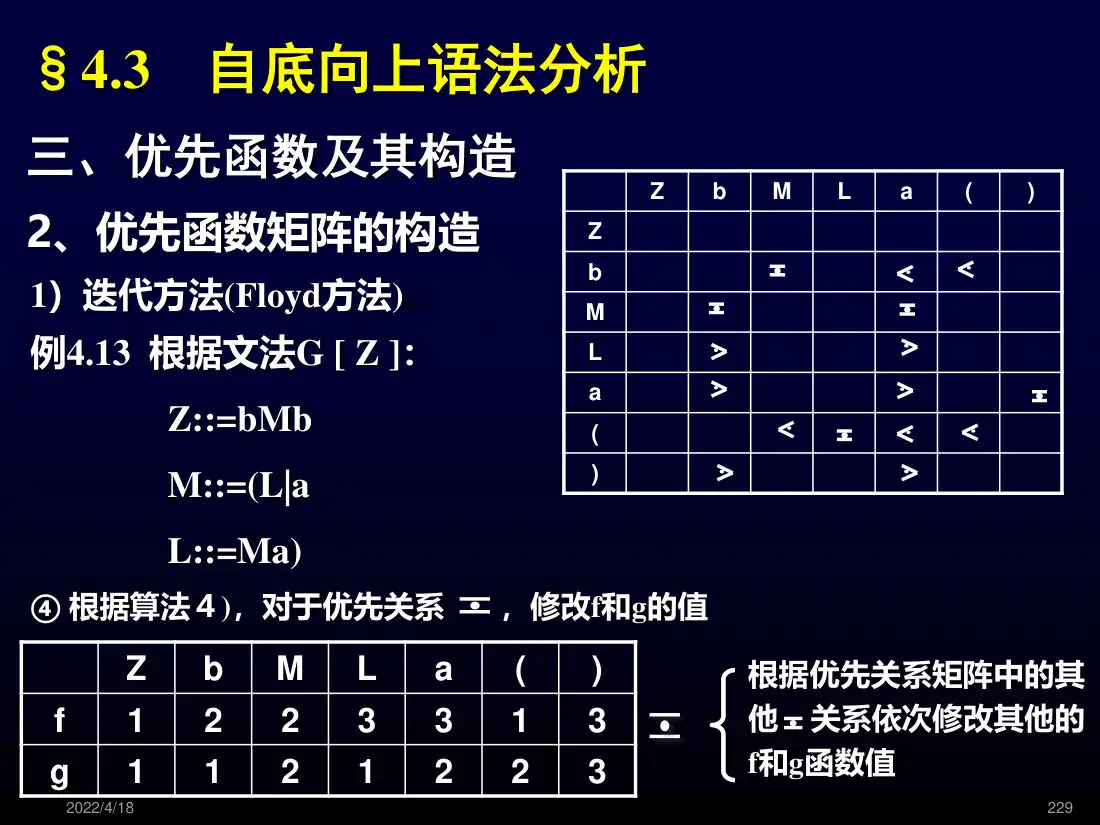 §4.3 自底向上语法分析
三、优先函数及其构造
2、优先函数矩阵的构造
1）迭代方法(Floyd方法)
例4.13 根据文法G [ Z ]：
Z::=bMb
M::=(L|a
L::=Ma)
Z b M L a ( )
Z
b ≐ ⋖ ⋖
M ≐ ≐
L ⋗ ⋗
a ⋗ ⋗ ≐
( ⋖ ≐ ⋖ ⋖
) ⋗ ⋗
④ 根据算法４)，对于优先关系 ≐ ，修改f和g的值
Z b M L a ( )
f 1 2 2 3 3 1 3
g 1 1 2 1 2 2 3
≐
根据优先关系矩阵中的其
他≐关系依次修改其他的
f和g函数值
2022/4/18
229